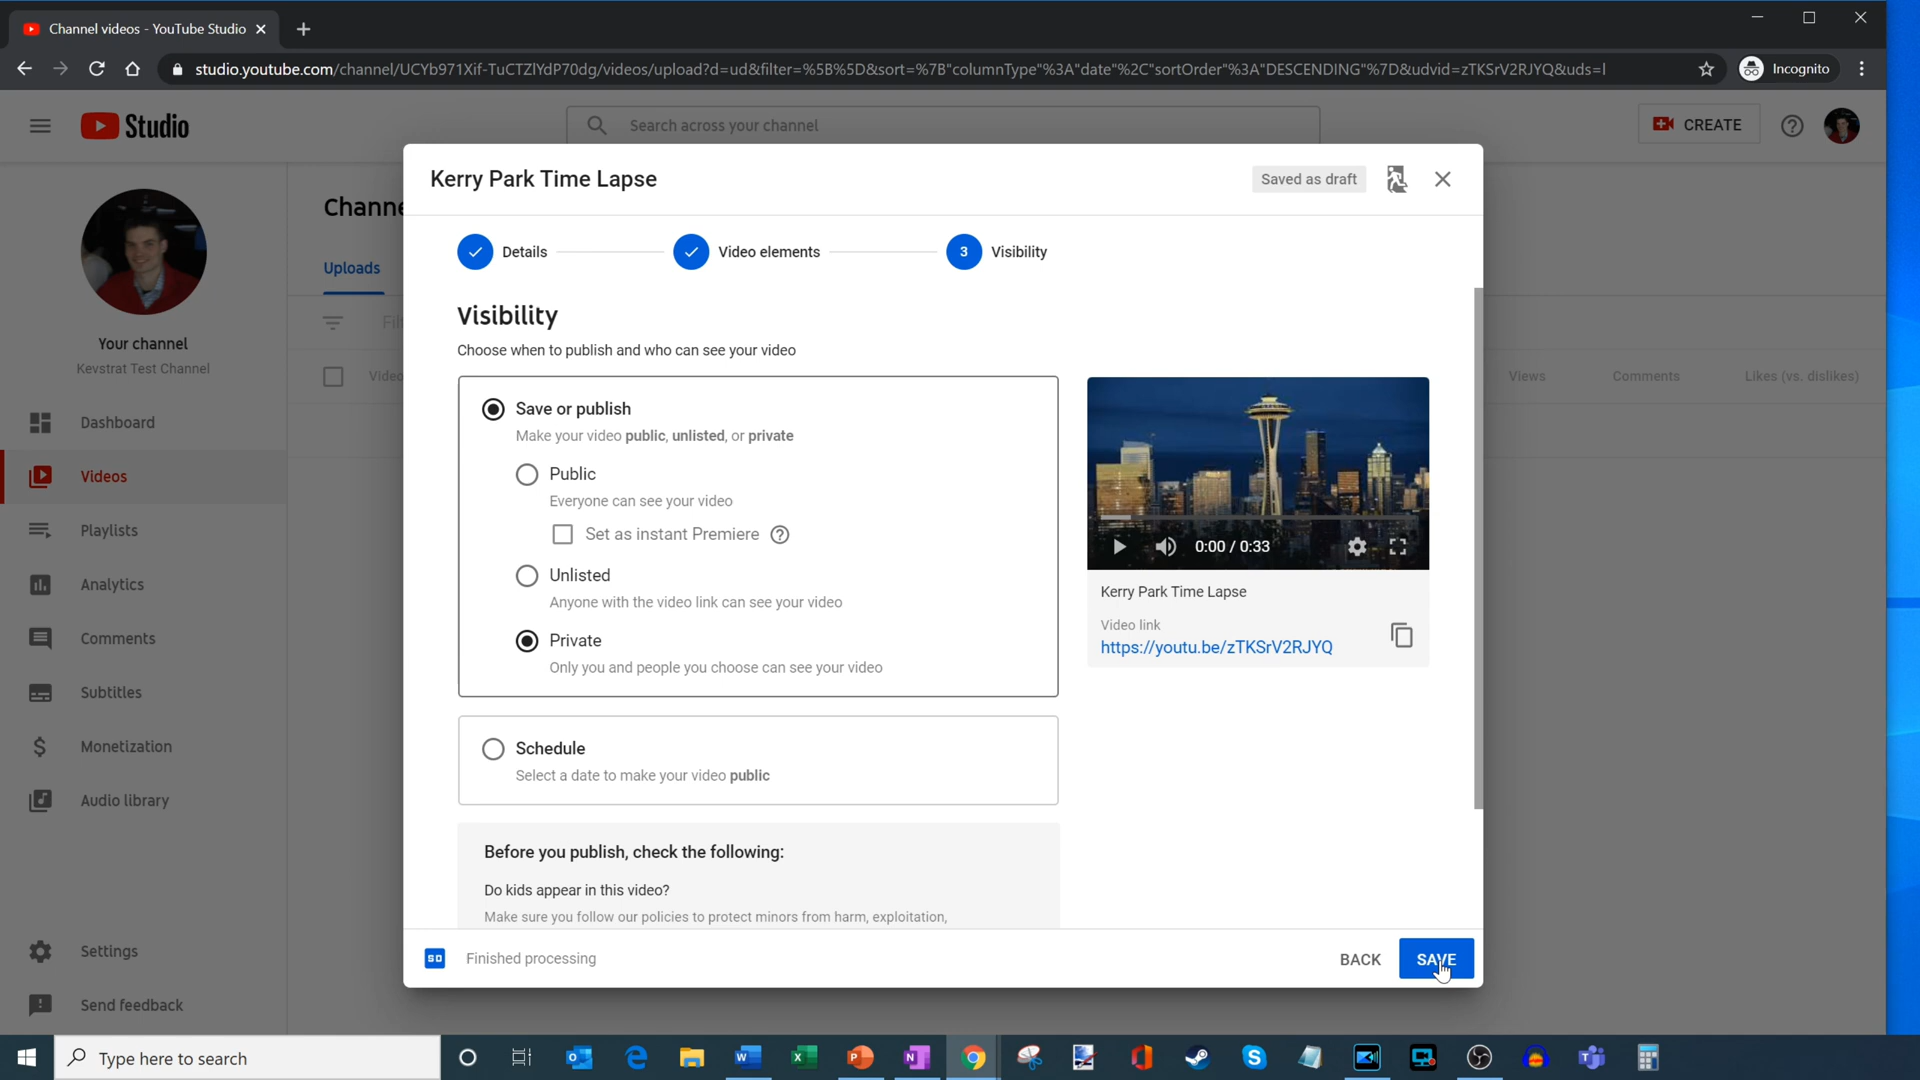 Channel videos - YouTube Studio
studio.youtube.com/channel/UCYb971Xif-TuCTZlYdP70dg/videos/upload?d=ud&filter=%5B%5D&sort=%7B"columnType"%3A"date"%2C"sortOrder"%3A"DESCENDING"%7D&udvid=zTKSrV2RJYQ&uds=l
Incognito
Studio
Search across your channel
CREATE
Your channel
Kevstrat Test Channel
Dashboard
Videos
Playlists
Analytics
Comments
Subtitles
Monetization
Audio library
Settings
Send feedback
Uploads
Views
Comments
Likes (vs. dislikes)
Kerry Park Time Lapse
Saved as draft
Details
Video elements
3
Visibility
Visibility
Choose when to publish and who can see your video
Save or publish
Make your video public, unlisted, or private
Public
Everyone can see your video
Set as instant Premiere
Unlisted
Anyone with the video link can see your video
Private
Only you and people you choose can see your video
Schedule
Select a date to make your video public
Before you publish, check the following:
Do kids appear in this video?
Make sure you follow our policies to protect minors from harm, exploitation,
0:00 / 0:33
Kerry Park Time Lapse
Video link
https://youtu.be/zTKSrV2RJYQ
SD
Finished processing
BACK
SAVE
Type here to search